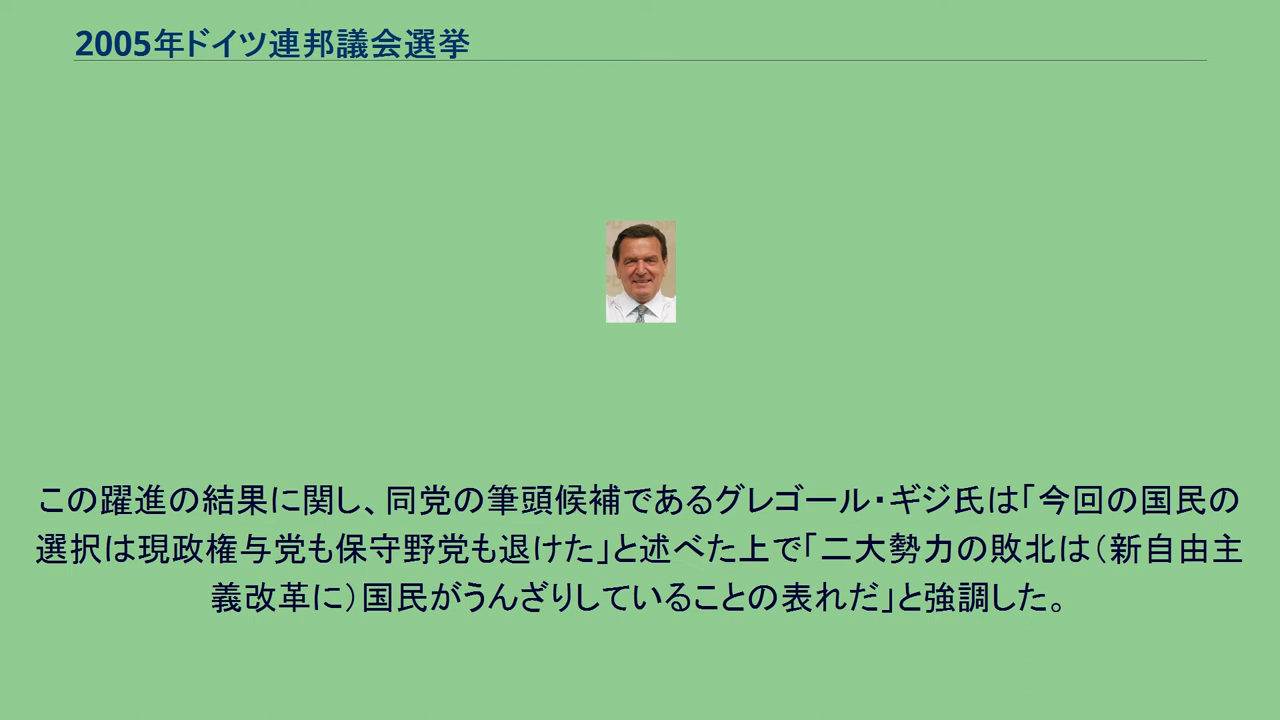 2005年ドイツ連邦議会選挙
この躍進の結果に関し、同党の筆頭候補であるグレゴール・ギジ氏は「今回の国民の
選択は現政権与党も保守野党も退けた」と述べた上で「二大勢力の敗北は(新自由主
義改革に)国民がうんざりしていることの表れだ」と強調した。